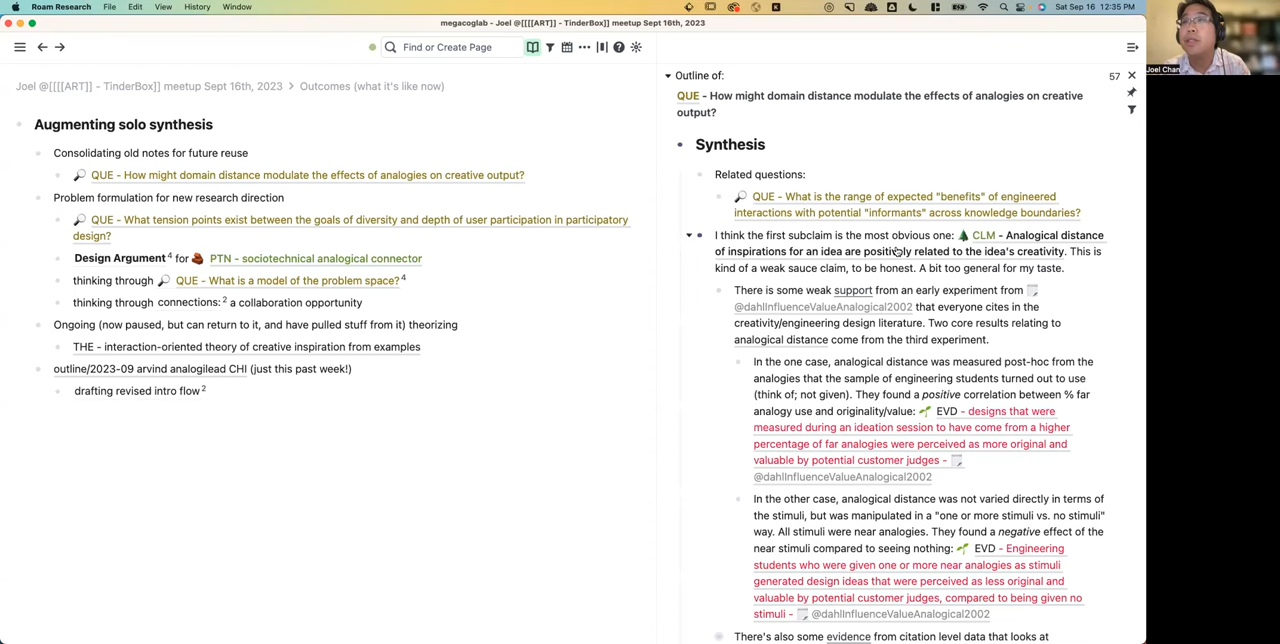 Roam Research File Edit View History Window
Sat Sep 16 12:35 PM
megacoglab - Joel @[[[[ART]] - TinderBox]] meetup Sept 16th, 2023
Find or Create Page
Joel Chan
Joel @[[[[ART]] - TinderBox]] meetup Sept 16th, 2023 > Outcomes (what it's like now)
Augmenting solo synthesis
Consolidating old notes for future reuse
QUE - How might domain distance modulate the effects of analogies on creative output?
Problem formulation for new research direction
QUE - What tension points exist between the goals of diversity and depth of user participation in participatory
design?
Design Argument 4 for PTN - sociotechnical analogical connector
thinking through QUE - What is a model of the problem space? 4
thinking through connections: 2 a collaboration opportunity
Ongoing (now paused, but can return to it, and have pulled stuff from it) theorizing
THE - interaction-oriented theory of creative inspiration from examples
outline/2023-09 arvind analogilead CHI (just this past week!)
drafting revised intro flow 2
Outline of:
57
QUE - How might domain distance modulate the effects of analogies on creative
output?
Synthesis
Related questions:
QUE - What is the range of expected "benefits" of engineered
interactions with potential "informants" across knowledge boundaries?
I think the first subclaim is the most obvious one: CLM - Analogical distance
of inspirations for an idea are positively related to the idea's creativity. This is
kind of a weak sauce claim, to be honest. A bit too general for my taste.
There is some weak support from an early experiment from
@dahlInfluenceValueAnalogical2002 that everyone cites in the
creativity/engineering design literature. Two core results relating to
analogical distance come from the third experiment.
In the one case, analogical distance was measured post-hoc from the
analogies that the sample of engineering students turned out to use
(think of; not given). They found a positive correlation between % far
analogy use and originality/value: EVD - designs that were
measured during an ideation session to have come from a higher
percentage of far analogies were perceived as more original and
valuable by potential customer judges -
@dahlInfluenceValueAnalogical2002
In the other case, analogical distance was not varied directly in terms of
the stimuli, but was manipulated in a "one or more stimuli vs. no stimuli"
way. All stimuli were near analogies. They found a negative effect of the
near stimuli compared to seeing nothing: EVD - Engineering
students who were given one or more near analogies as stimuli
generated design ideas that were perceived as less original and
valuable by potential customer judges, compared to being given no
stimuli - @dahlInfluenceValueAnalogical2002
There's also some evidence from citation level data that looks at